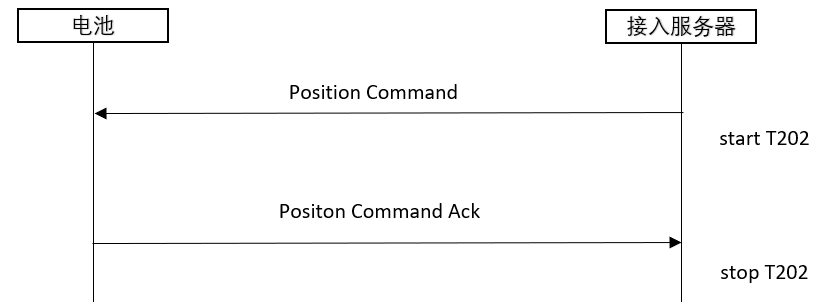 电池
接入服务器
Position Command
start T202
Positon Command Ack
stop T202